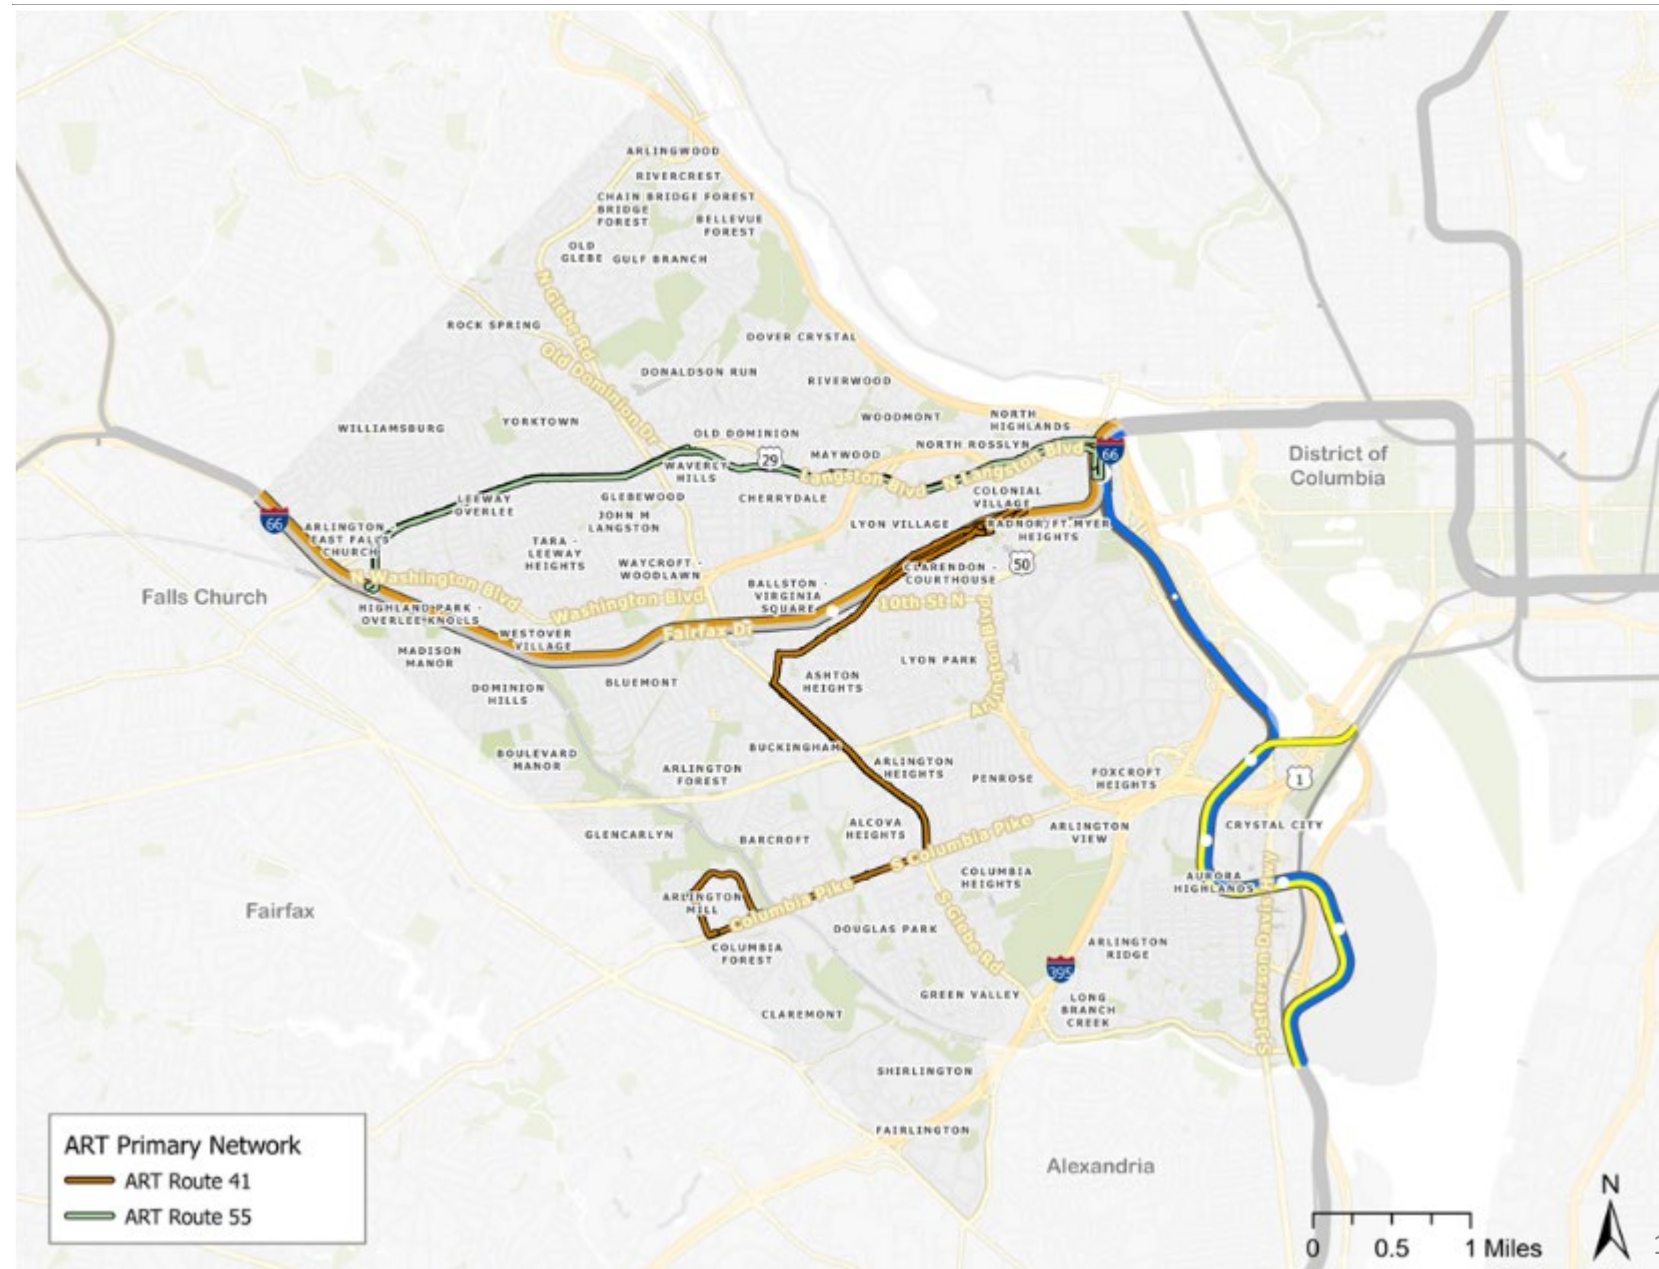 ARLINGWOOD
RIVERCREST
CHAIN BRIDGE FOREST
BRIDGE
FOREST
BELLEVUE
FOREST
OLD
GLEBE
GULF BRANCH
N Glebe Rd
ROCK SPRING
Old Dominion Dr
DOVER CRYSTAL
DONALDSON RUN
RIVERWOOD
WILLIAMSBURG
YORKTOWN
WOODMONT
NORTH
HIGHLANDS
OLD DOMINION
NORTH ROSSLYN
MAYWOOD
29
66
WAVERLY
HILLS
Langston Blvd
N Langston Blvd
District of
Columbia
LEEWAY
OVERLEE
GLEBEWOOD
CHERRYDALE
COLONIAL
VILLAGE
66
ARLINGTON
EAST FALLS
CHURCH
JOHN M
LANGSTON
LYON VILLAGE
RADNOR/FT MYER
HEIGHTS
TARA -
LEEWAY
HEIGHTS
WAYCROFT -
WOODLAWN
CLARENDON -
COURTHOUSE
50
Falls Church
N Washington Blvd
Washington Blvd
BALLSTON -
VIRGINIA
SQUARE
10th St N
HIGHLAND PARK -
OVERLEE KNOLLS
WESTOVER
VILLAGE
Fairfax Dr
MADISON
MANOR
BLUEMONT
ASHTON
HEIGHTS
LYON PARK
Arlington Blvd
DOMINION
HILLS
BOULEVARD
MANOR
BUCKINGHAM
ARLINGTON
FOREST
ARLINGTON
HEIGHTS
PENROSE
FOXCROFT
HEIGHTS
1
GLENCARLYN
BARCROFT
ALCOVA
HEIGHTS
S Columbia Pike
ARLINGTON
VIEW
CRYSTAL CITY
COLUMBIA
HEIGHTS
AURORA
HIGHLANDS
ARLINGTON
MILL
Columbia Pike
Fairfax
DOUGLAS PARK
S Glebe Rd
S Jefferson Davis Hwy
COLUMBIA
FOREST
ARLINGTON
RIDGE
395
GREEN VALLEY
LONG
BRANCH
CREEK
CLAREMONT
SHIRLINGTON
FAIRLINGTON
Alexandria
ART Primary Network
ART Route 41
ART Route 55
N
0 0.5 1 Miles